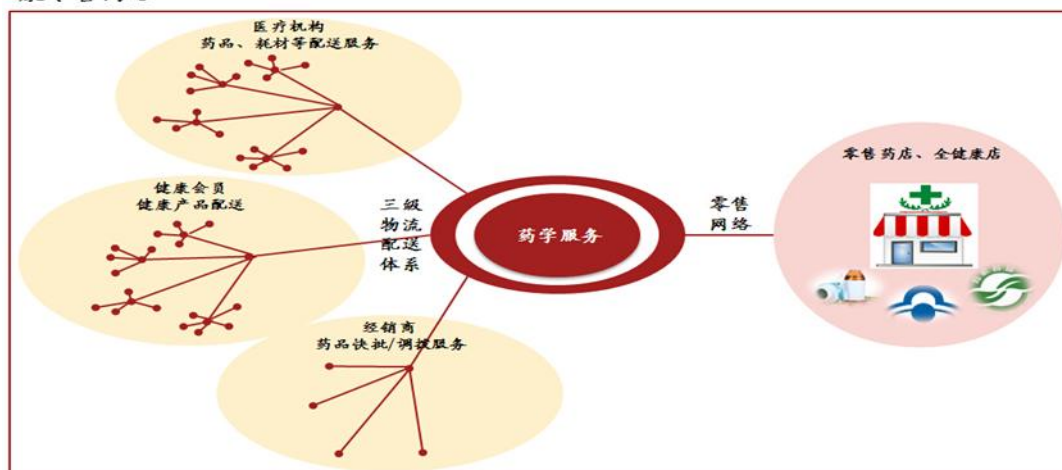 医疗机构
药品、耗材等配送服务
健康会员
健康产品配送
经销商
药品快批/调拨服务
三级
物流
配送
体系
药学服务
零售
网络
零售药店、全健康店